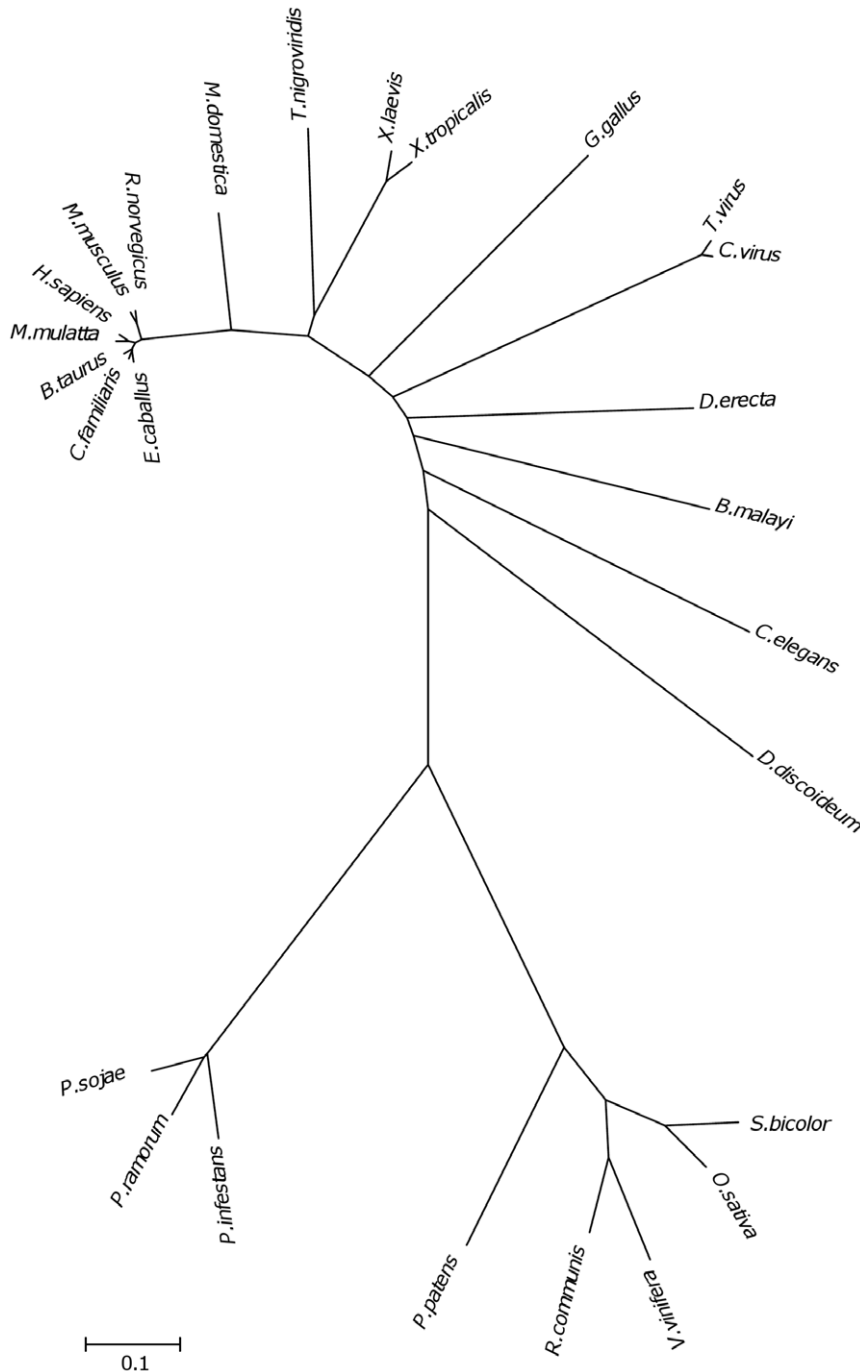 T.nigroviridis
M.domestica
X.laevis
X.tropicalis
G.gallus
R.norvegicus
M.musculus
H.sapiens
M.mulatta
B.taurus
C.familiaris
E.caballus
T.virus
C.virus
D.erecta
B.malayi
C.elegans
D.discoideum
P.sojae
P.ramorum
P.infestans
P.patens
R.communis
V.vinifera
O.sativa
S.bicolor
0.1